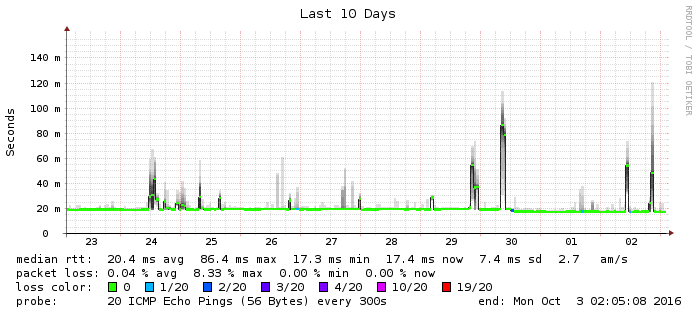 Last 10 Days
RRDTOOL / TOBI OETIKER
Seconds
140 m
120 m
100 m
80 m
60 m
40 m
20 m
0
23 24 25 26 27 28 29 30 01 02
median rtt: 20.4 ms avg 86.4 ms max 17.3 ms min 17.4 ms now 7.4 ms sd 2.7 am/s
packet loss: 0.04 % avg 8.33 % max 0.00 % min 0.00 % now
loss color: 0 1/20 2/20 3/20 4/20 10/20 19/20
probe: 20 ICMP Echo Pings (56 Bytes) every 300s end: Mon Oct 3 02:05:08 2016